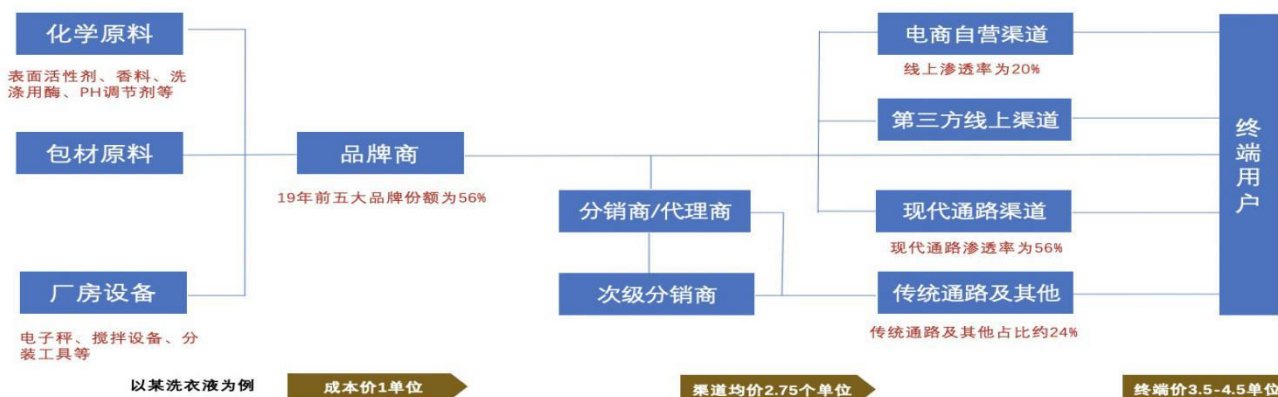 化学原料
表面活性剂、香料、洗
涤用酶、PH调节剂等
包材原料
厂房设备
电子秤、搅拌设备、分
装工具等
品牌商
19年前五大品牌份额为56%
分销商/代理商
次级分销商
电商自营渠道
线上渗透率为20%
第三方线上渠道
现代通路渠道
现代通路渗透率为56%
传统通路及其他
传统通路及其他占比约24%
终端用户
以某洗衣液为例
成本价1单位
渠道均价2.75个单位
终端价3.5-4.5单位